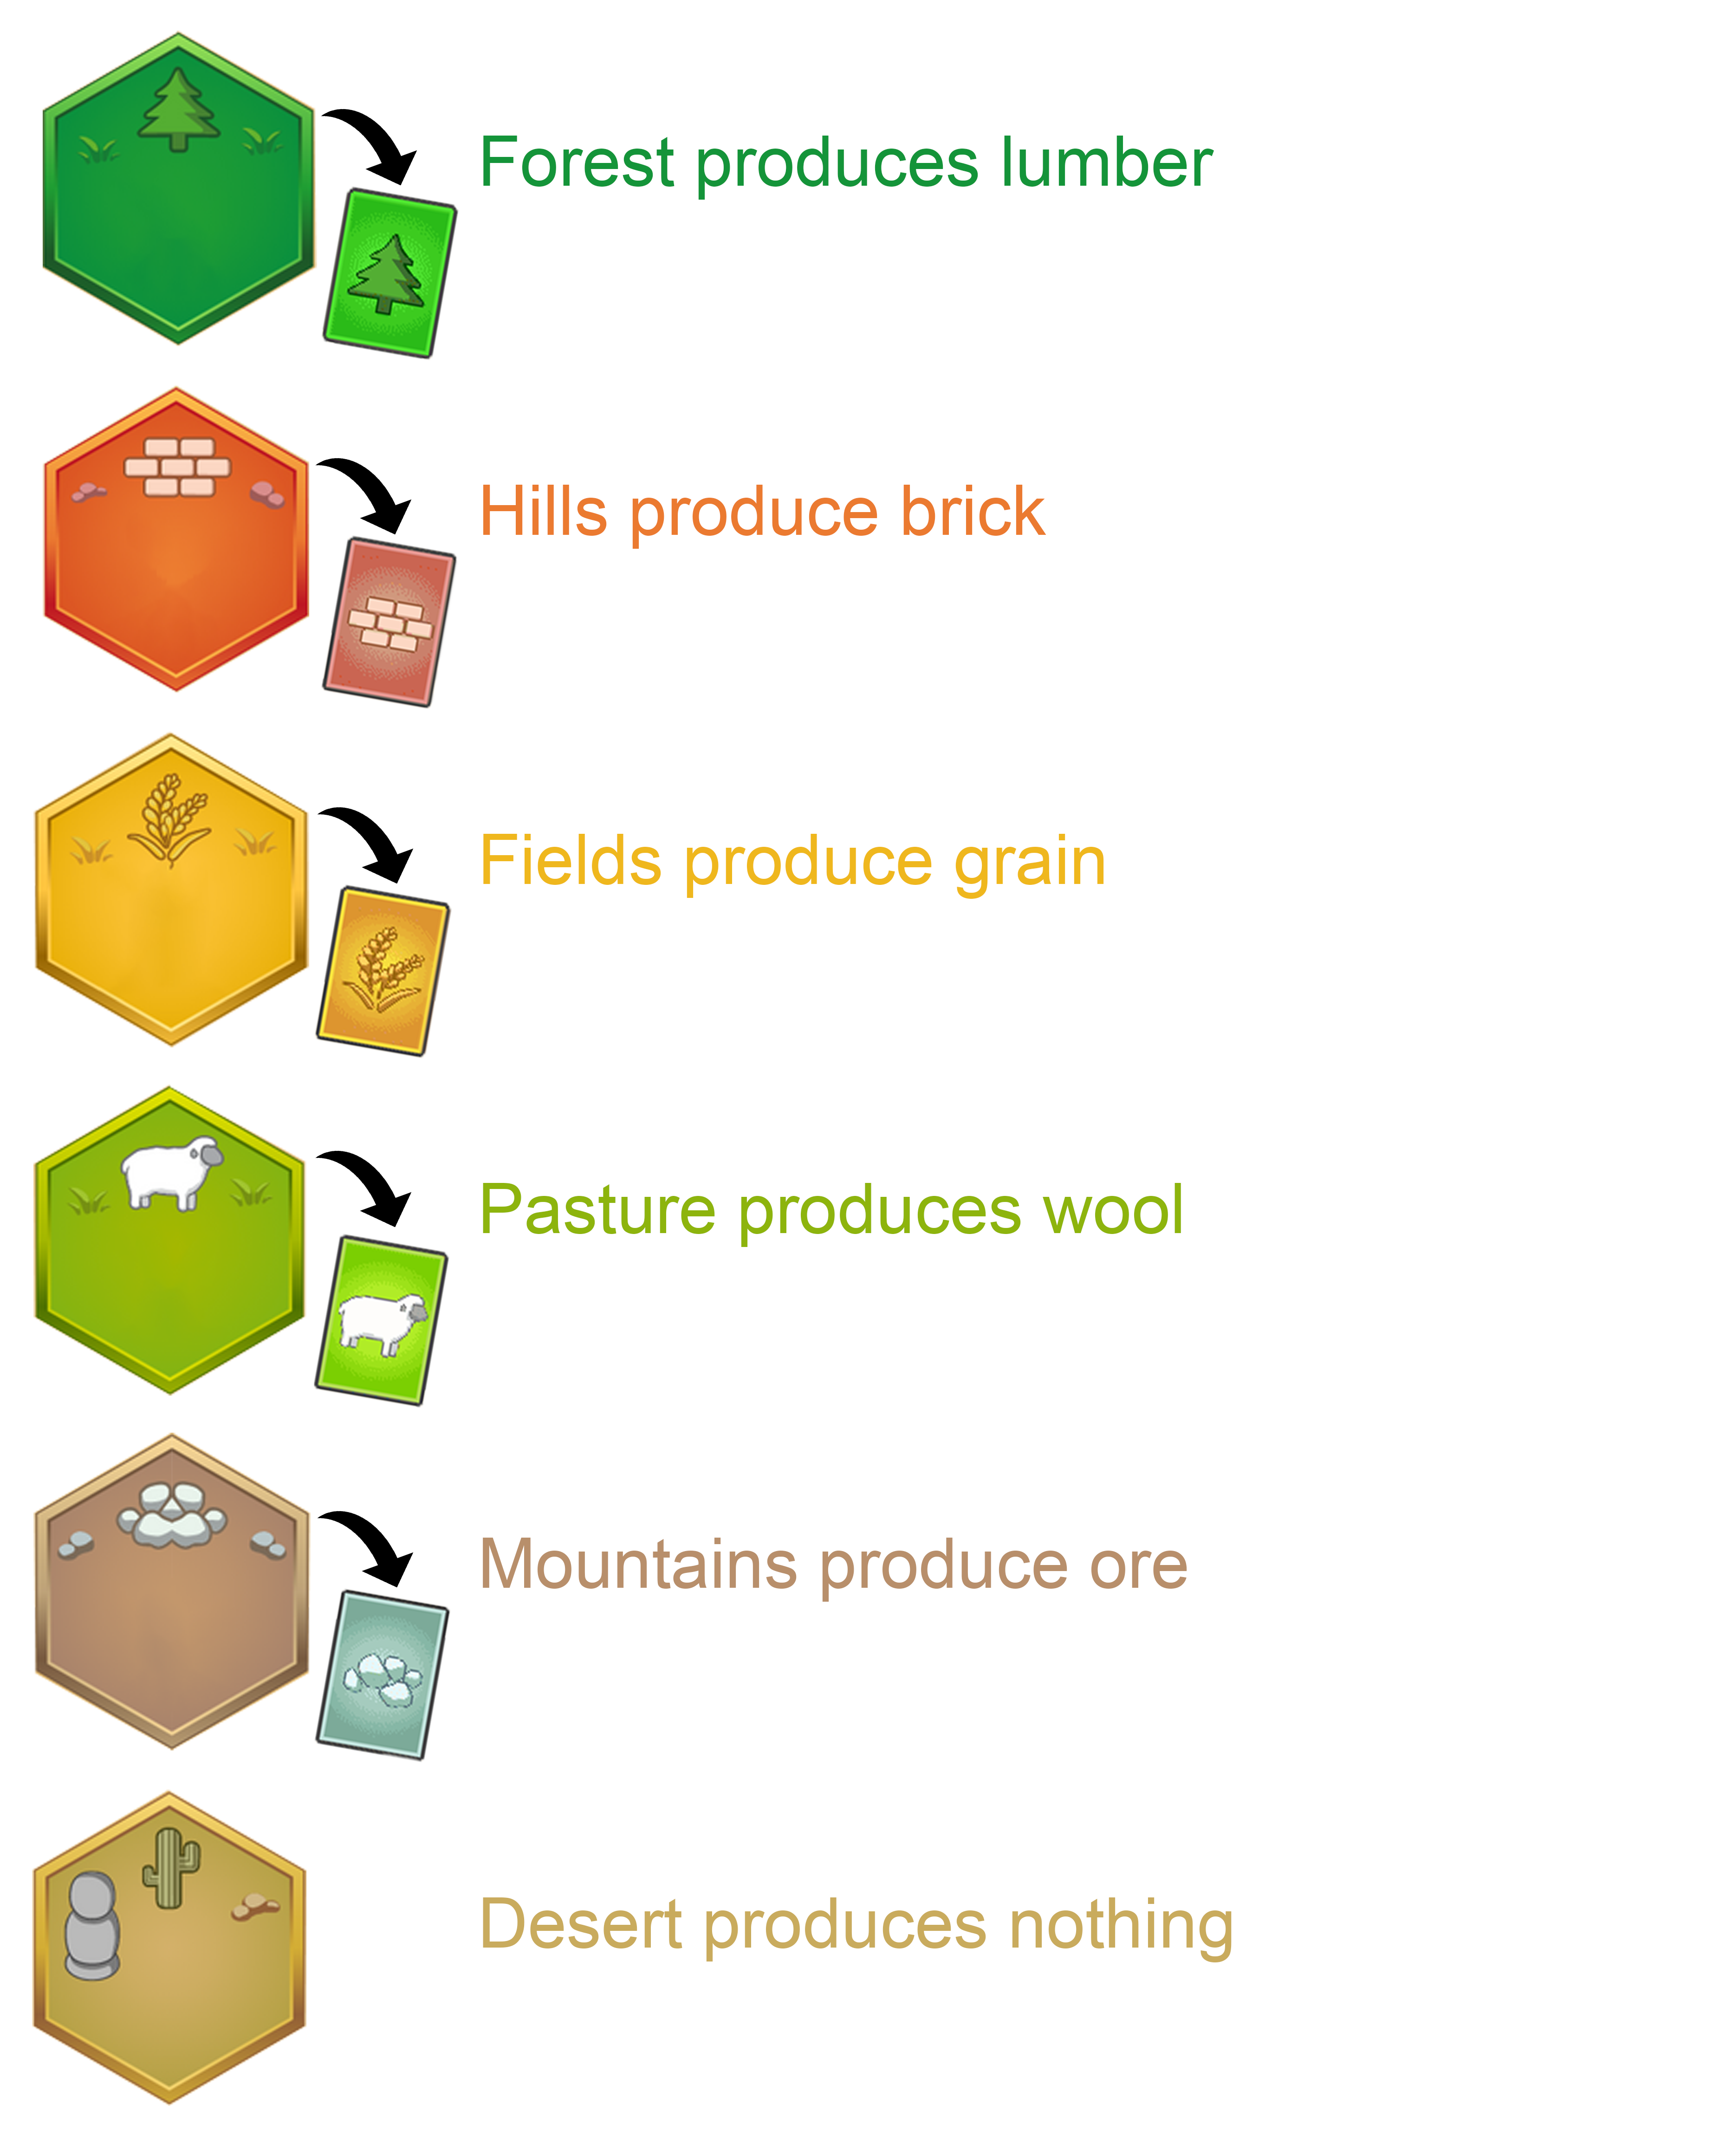 Forest produces lumber
Hills produce brick
Fields produce grain
Pasture produces wool
Mountains produce ore
Desert produces nothing